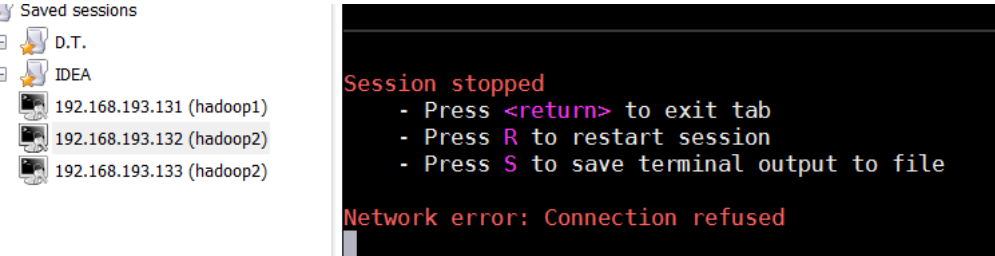 Saved sessions
D.T.
IDEA
192.168.193.131 (hadoop1)
192.168.193.132 (hadoop2)
192.168.193.133 (hadoop2)
Session stopped
- Press <return> to exit tab
- Press R to restart session
- Press S to save terminal output to file
Network error: Connection refused